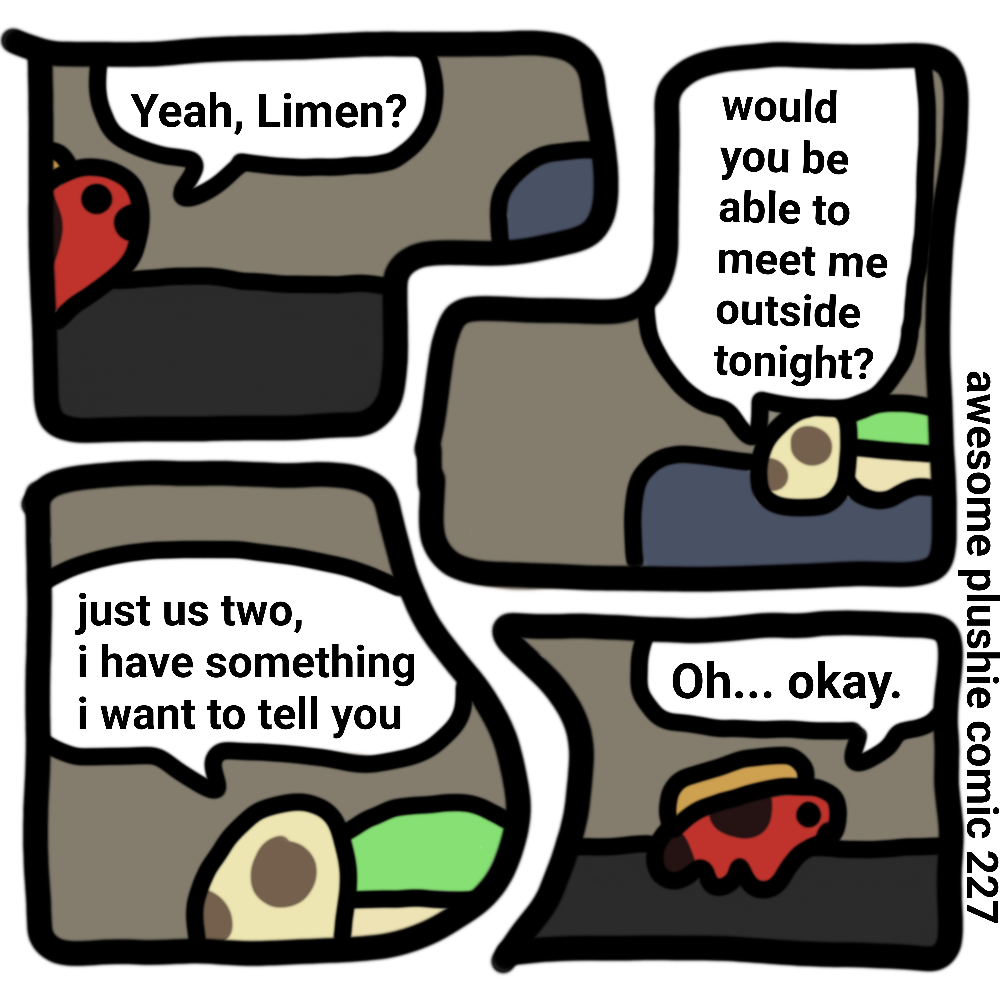 Yeah, Limen?
would
you be
able to
meet me
outside
tonight?
just us two,
i have something
i want to tell you
Oh... okay.
awesome plushie comic 227